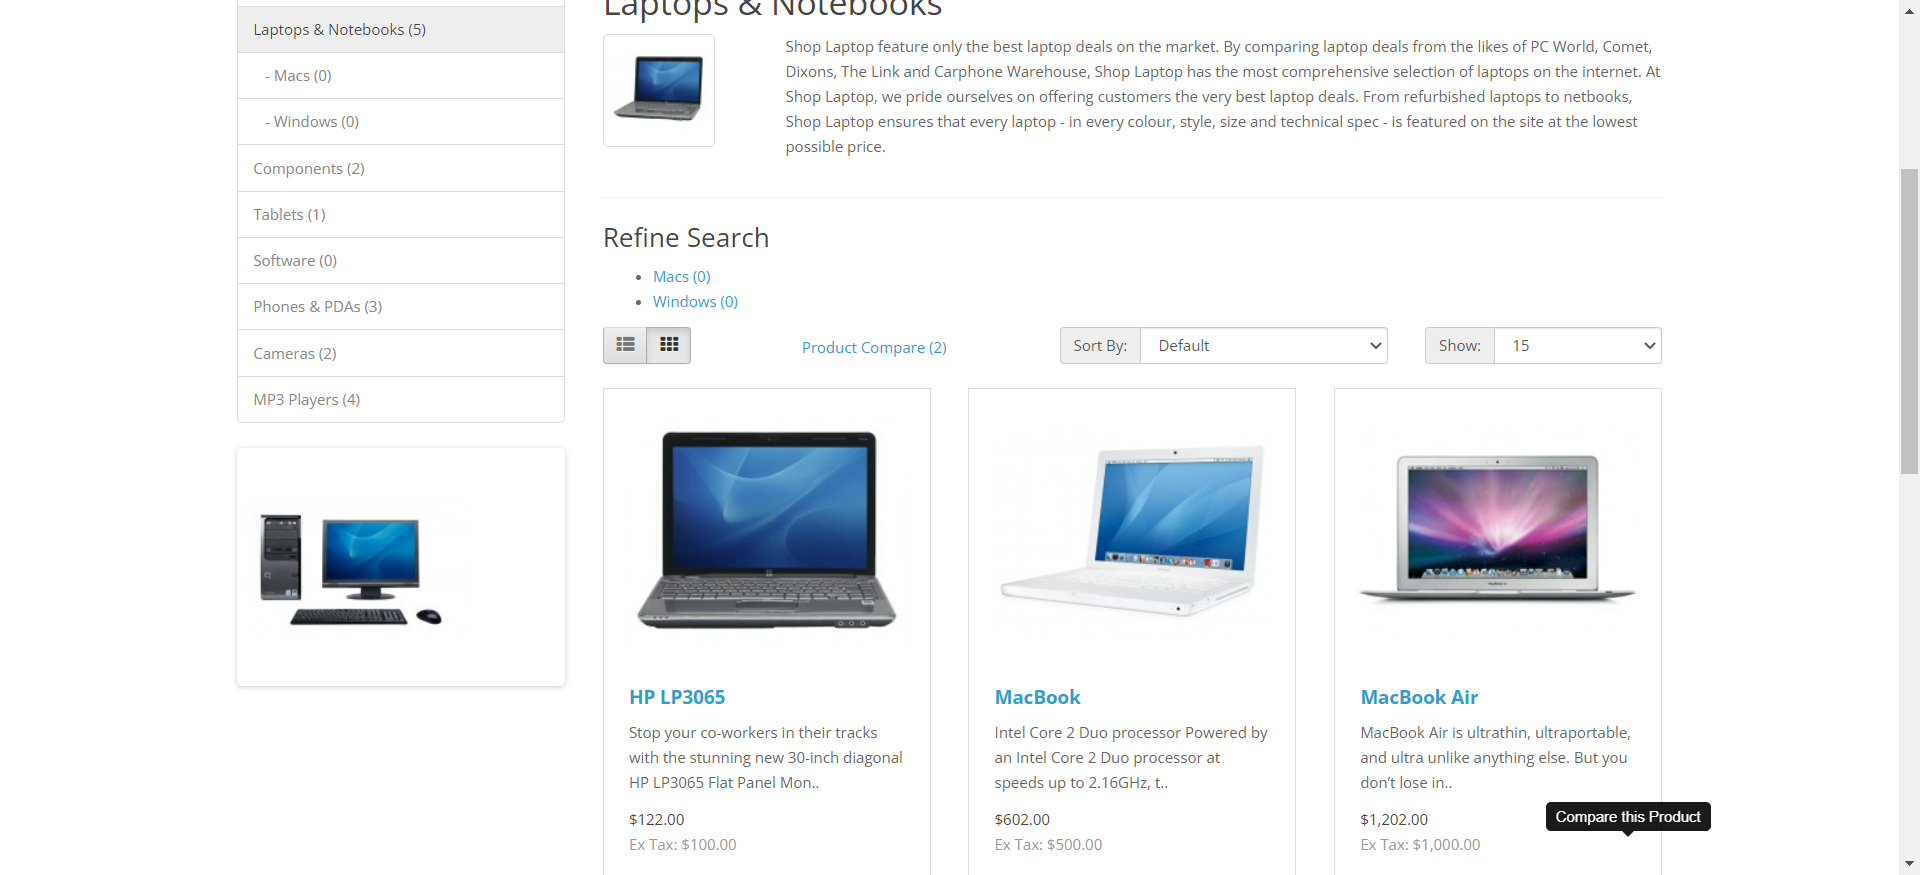 Laptops & Notebooks (5)
- Macs (0)
- Windows (0)
Components (2)
Tablets (1)
Software (0)
Phones & PDAs (3)
Cameras (2)
MP3 Players (4)
Laptops & Notebooks
Shop Laptop feature only the best laptop deals on the market. By comparing laptop deals from the likes of PC World, Comet,
Dixons, The Link and Carphone Warehouse, Shop Laptop has the most comprehensive selection of laptops on the internet. At
Shop Laptop, we pride ourselves on offering customers the very best laptop deals. From refurbished laptops to netbooks,
Shop Laptop ensures that every laptop - in every colour, style, size and technical spec - is featured on the site at the lowest
possible price.
Refine Search
Macs (0)
Windows (0)
Product Compare (2)
Sort By:
Default
Show:
15
HP LP3065
Stop your co-workers in their tracks
with the stunning new 30-inch diagonal
HP LP3065 Flat Panel Mon..
$122.00
Ex Tax: $100.00
MacBook
Intel Core 2 Duo processor Powered by
an Intel Core 2 Duo processor at
speeds up to 2.16GHz, t..
$602.00
Ex Tax: $500.00
MacBook Air
MacBook Air is ultrathin, ultraportable,
and ultra unlike anything else. But you
don’t lose in..
$1,202.00
Ex Tax: $1,000.00
Compare this Product